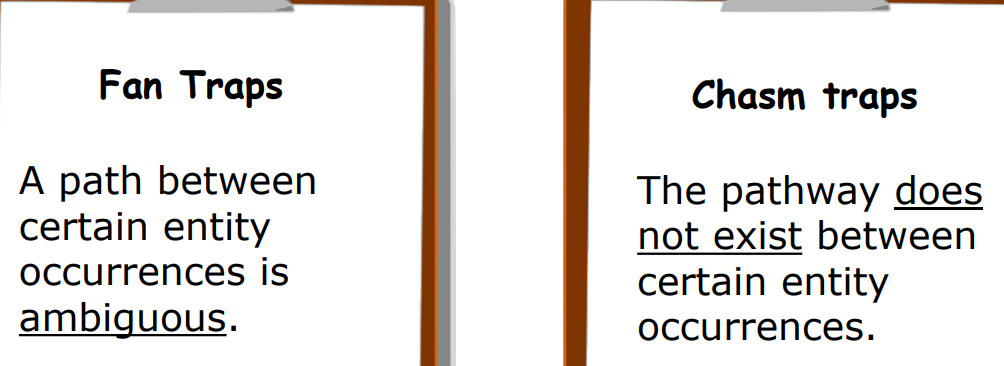 Fan Traps
A path between
certain entity
occurrences is
ambiguous.
Chasm traps
The pathway does
not exist between
certain entity
occurrences.